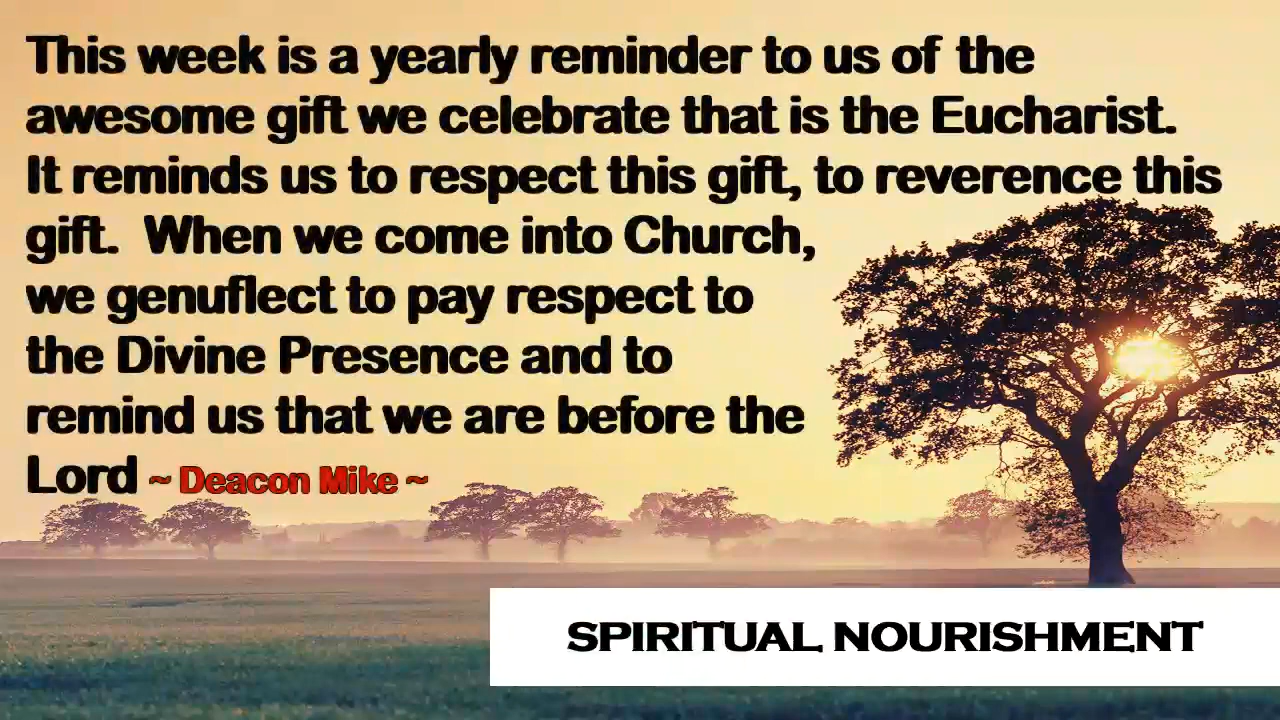 This week is a yearly reminder to us of the
awesome gift we celebrate that is the Eucharist.
It reminds us to respect this gift, to reverence this
gift.  When we come into Church,
we genuflect to pay respect to
the Divine Presence and to
remind us that we are before the
Lord ~ Deacon Mike ~
SPIRITUAL NOURISHMENT